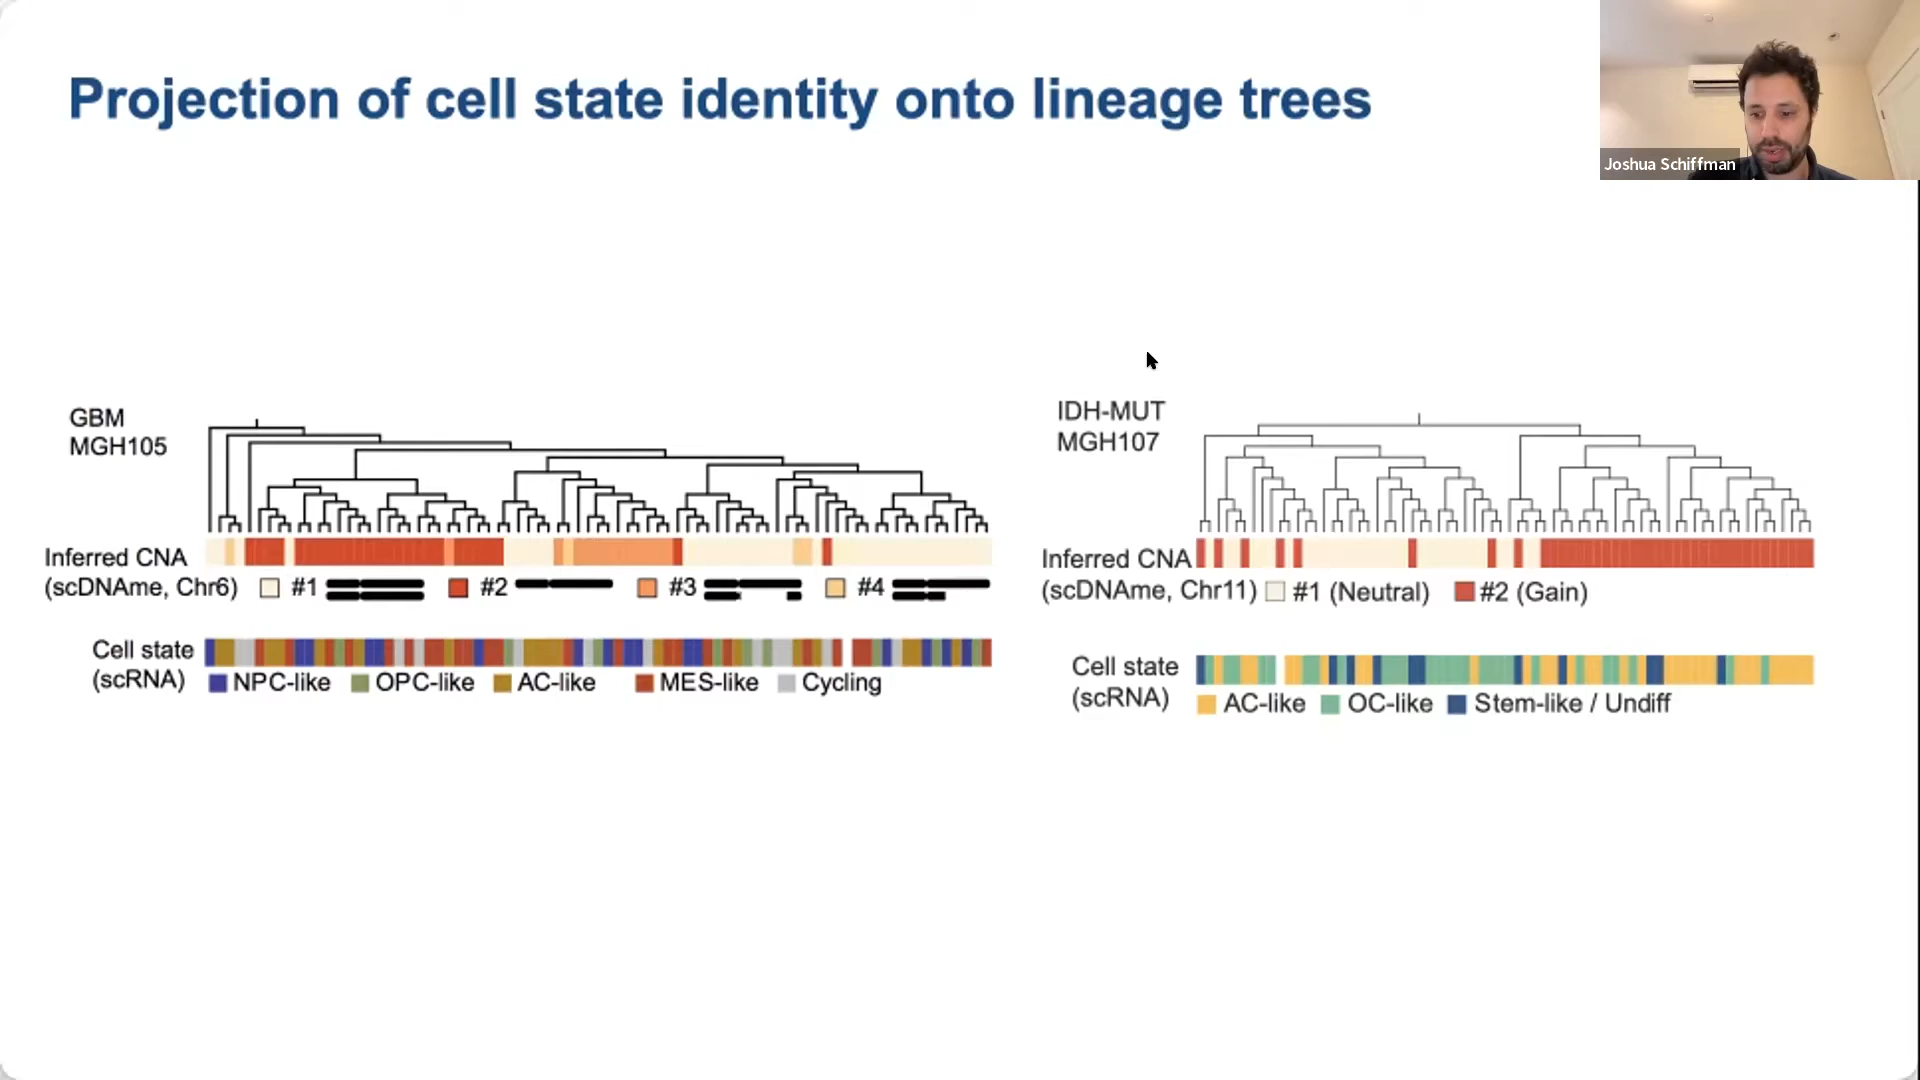 Projection of cell state identity onto lineage trees
Joshua Schiffman
GBM
MGH105
Inferred CNA
(scDNAme, Chr6)
#1 #2 #3 #4
Cell state
(scRNA)
NPC-like OPC-like AC-like MES-like Cycling
IDH-MUT
MGH107
Inferred CNA
(scDNAme, Chr11)
#1 (Neutral) #2 (Gain)
Cell state
(scRNA)
AC-like OC-like Stem-like / Undiff